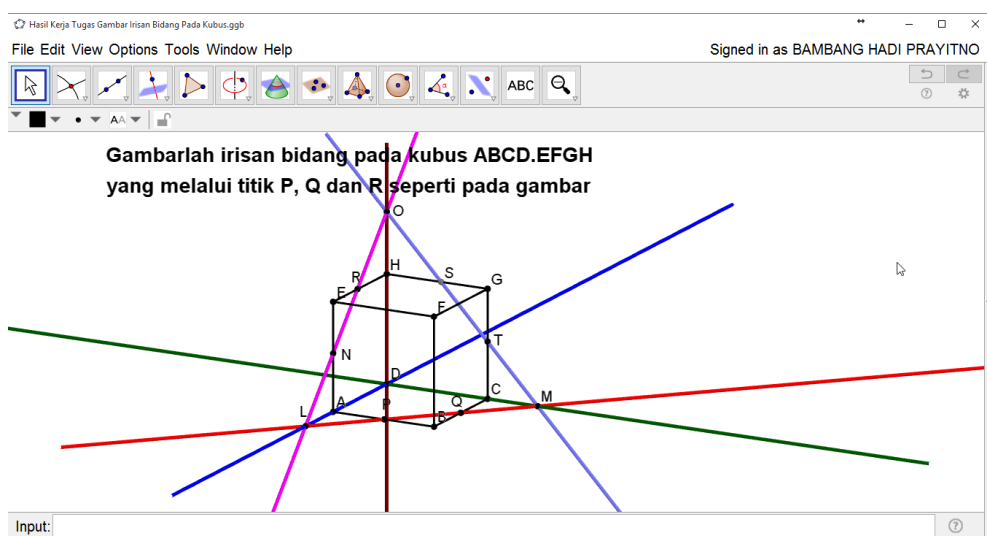 Hasil Kerja Tugas Gambar Irisan Bidang Pada Kubus.ggb
File Edit View Options Tools Window Help
Signed in as BAMBANG HADI PRAYITNO
ABC
AA
Gambarlah irisan bidang pada kubus ABCD.EFGH
yang melalui titik P, Q dan R seperti pada gambar
O
H
R
S
G
E
F
T
N
D
C
M
A
P
Q
L
B
Input: